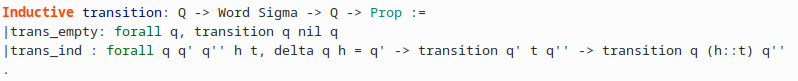 Inductive transition: Q -> Word Sigma -> Q -> Prop :=
|trans_empty: forall q, transition q nil q
|trans_ind : forall q q' q'' h t, delta q h = q' -> transition q' t q'' -> transition q (h::t) q''
.